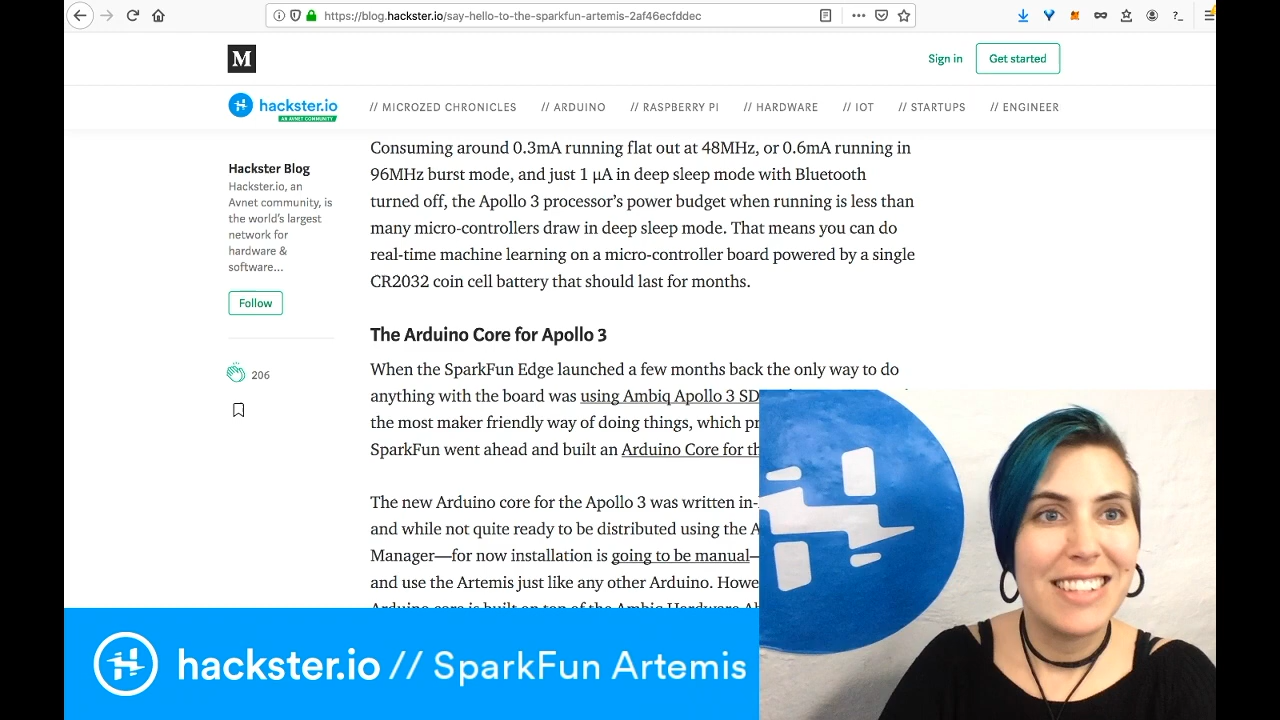 https://blog.hackster.io/say-hello-to-the-sparkfun-artemis-2af46ecfddec
M
Sign in
Get started
hackster.io
AN AVNET COMMUNITY
// MICROZED CHRONICLES // ARDUINO // RASPBERRY PI // HARDWARE // IOT // STARTUPS // ENGINEER
Hackster Blog
Hackster.io, an
Avnet community, is
the world's largest
network for
hardware &
software...
Follow
206
Consuming around 0.3mA running flat out at 48MHz, or 0.6mA running in
96MHz burst mode, and just 1 μA in deep sleep mode with Bluetooth
turned off, the Apollo 3 processor's power budget when running is less than
many micro-controllers draw in deep sleep mode. That means you can do
real-time machine learning on a micro-controller board powered by a single
CR2032 coin cell battery that should last for months.
The Arduino Core for Apollo 3
When the SparkFun Edge launched a few months back the only way to do
anything with the board was using Ambiq Apollo 3 SD
the most maker friendly way of doing things, which pr
SparkFun went ahead and built an Arduino Core for th
The new Arduino core for the Apollo 3 was written in-
and while not quite ready to be distributed using the A
Manager—for now installation is going to be manual—
and use the Artemis just like any other Arduino. Howe
Arduino core is built on top of the Ambiq Hardware Ab
hackster.io // SparkFun Artemis